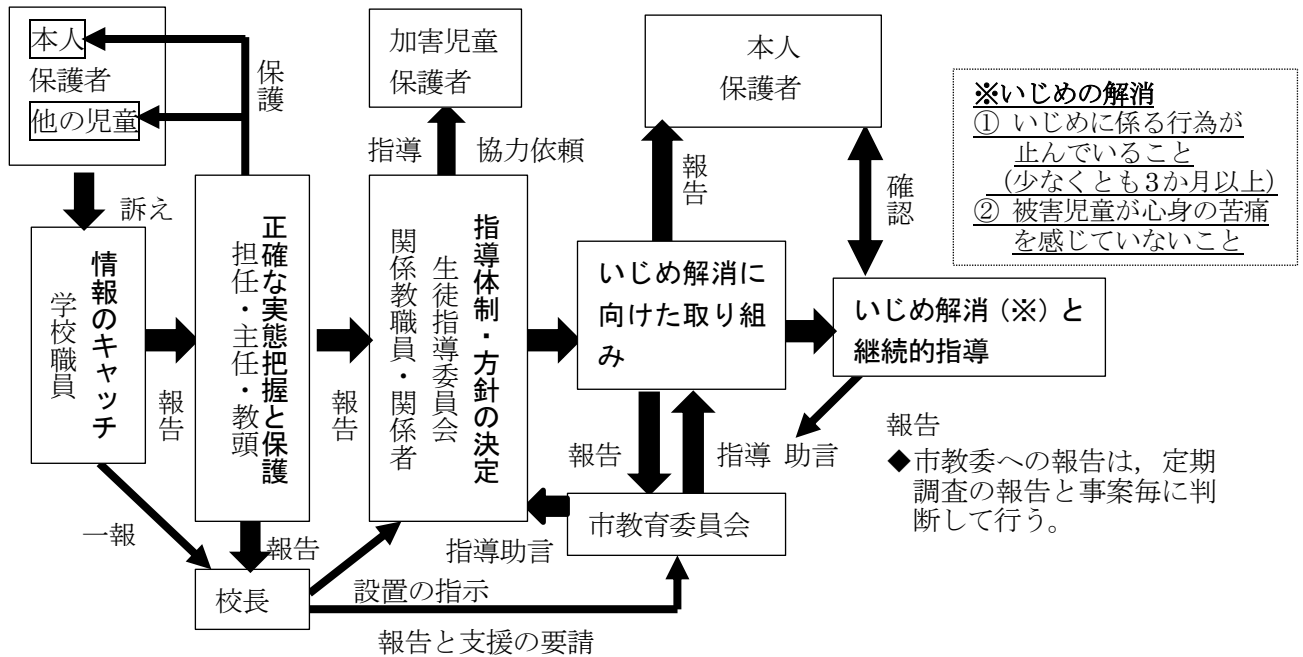 本人
保護者
他の児童
保護
訴え
情報のキャッチ
学校職員
報告
一報
正確な実態把握と保護
担任・主任・教頭
報告
報告
校長
加害児童
保護者
指導
協力依頼
指導体制・方針の決定
生徒指導委員会
関係教職員・関係者
設置の指示
報告と支援の要請
指導助言
本人
保護者
報告
確認
いじめ解消に
向けた取り組
み
報告
指導 助言
市教育委員会
いじめ解消（※）と
継続的指導
報告
◆市教委への報告は，定期
調査の報告と事案毎に判
断して行う。
※いじめの解消
① いじめに係る行為が
止んでいること
（少なくとも３か月以上）
② 被害児童が心身の苦痛
を感じていないこと